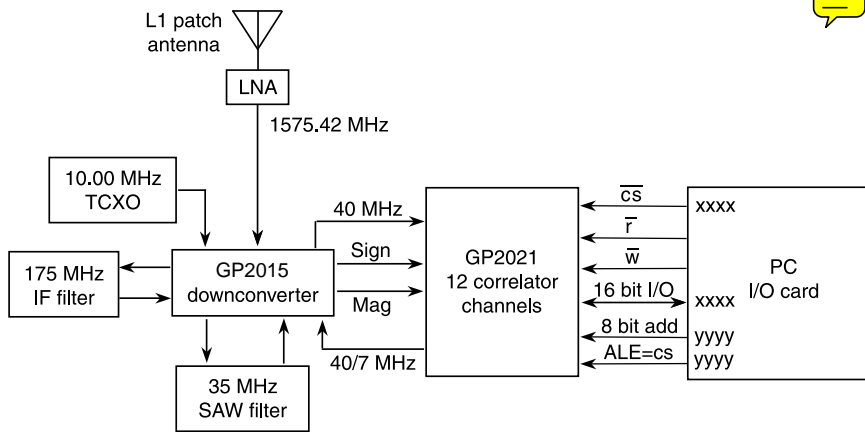 L1 patch
antenna
LNA
1575.42 MHz
10.00 MHz
TCXO
40 MHz
175 MHz
IF filter
GP2015
downconverter
Sign
Mag
40/7 MHz
35 MHz
SAW filter
GP2021
12 correlator
channels
c̅s̅
r̅
w̅
16 bit I/O
8 bit add
ALE=cs
xxxx
xxxx
yyyy
yyyy
PC
I/O card